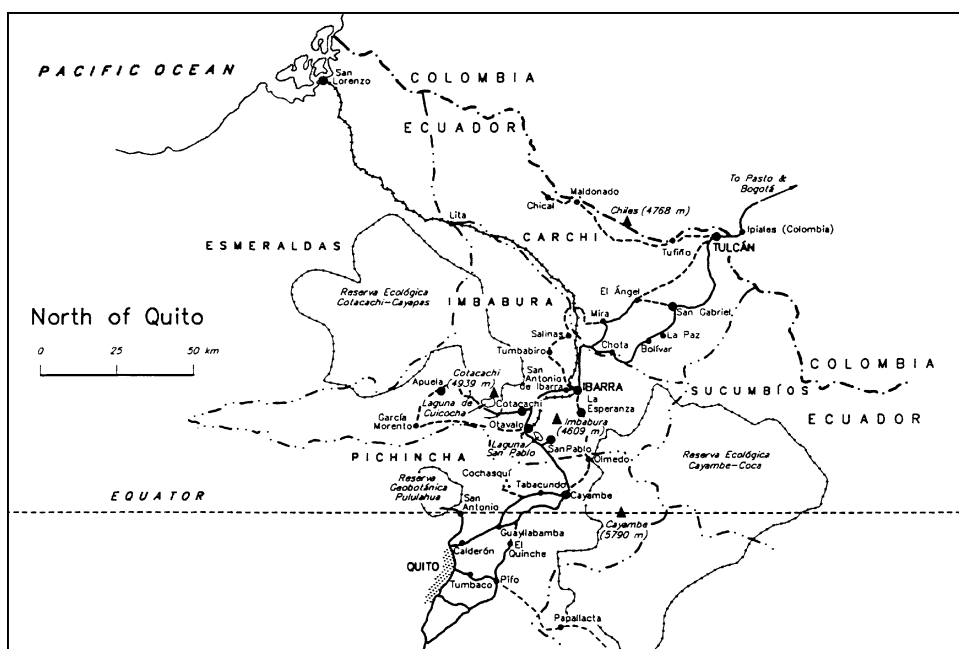 PACIFIC OCEAN
San
Lorenzo
COLOMBIA
ECUADOR
To Pasto &
Bogotá
Maldonado
Chical
Chiles (4768 m)
Lita
Ipiales (Colombia)
ESMERALDAS
CARCHI
TULCÁN
Tufiño
Reserva Ecológica
Cotacachi-Cayapas
El Ángel
IMBABURA
North of Quito
Mira
San Gabriel
0 25 50 km
Salinas
La Paz
Bolívar
Tumbabiro
Chota
COLOMBIA
San
Antonio
de Ibarra
Cotacachi
(4939 m)
Apuela
IBARRA
SUCUMBÍOS
Laguna de
Cuicocha
Cotacachi
La
Esperanza
ECUADOR
García
Morento
Otavalo
Imbabura
(4609 m)
Laguna
San Pablo
San Pablo
PICHINCHA
Olmedo
Reserva Ecológica
Cayambe-Coca
Cochasquí
Reserva
Geobotánica
Pululahua
Tabacundo
EQUATOR
San
Antonio
Cayambe
Cayambe
(5790 m)
Guayllabamba
Calderón
El
Quinche
QUITO
Tumbaco
Pifo
Papallacta